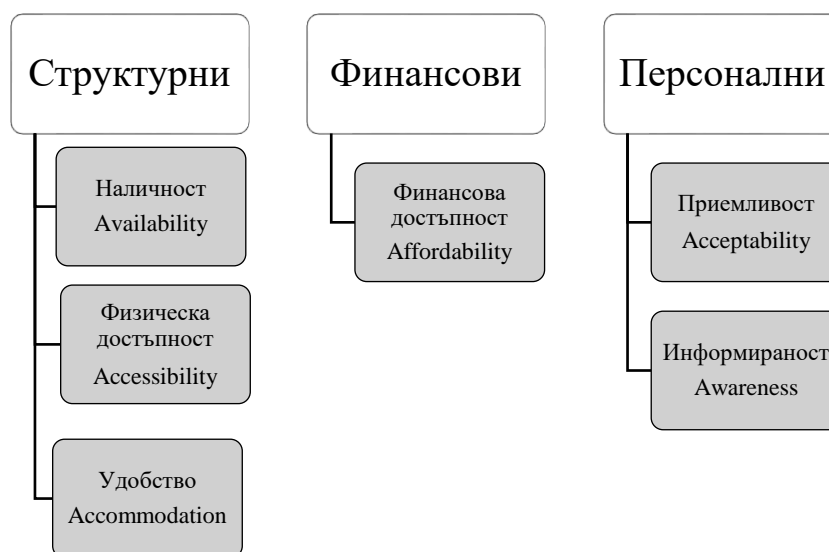 Структурни
Наличност
Availability
Физическа
достъпност
Accessibility
Удобство
Accommodation
Финансови
Финансова
достъпност
Affordability
Персонални
Приемливост
Acceptability
Информираност
Awareness